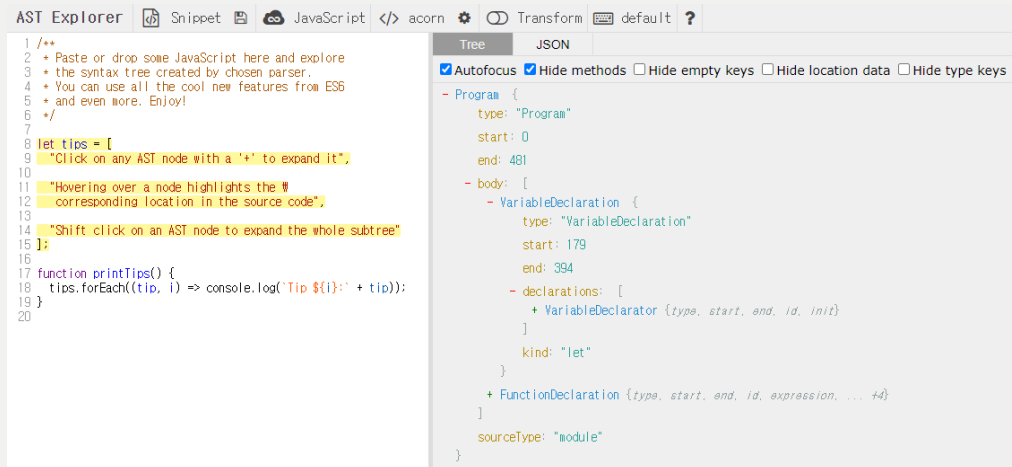 AST Explorer Snippet JavaScript </> acorn Transform default ?
1 /**
2 * Paste or drop some JavaScript here and explore
3 * the syntax tree created by chosen parser.
4 * You can use all the cool new features from ES6
5 * and even more. Enjoy!
6 */
7
8 let tips = [
9 "Click on any AST node with a '+' to expand it",
10
11 "Hovering over a node highlights the ₩
12 corresponding location in the source code",
13
14 "Shift click on an AST node to expand the whole subtree"
15 ];
16
17 function printTips() {
18 tips.forEach((tip, i) => console.log(`Tip ${i}:` + tip));
19 }
20
Tree JSON
Autofocus Hide methods Hide empty keys Hide location data Hide type keys
- Program {
type: "Program"
start: 0
end: 481
- body: [
- VariableDeclaration {
type: "VariableDeclaration"
start: 179
end: 394
- declarations: [
+ VariableDeclarator {type, start, end, id, init}
]
kind: "let"
}
+ FunctionDeclaration {type, start, end, id, expression, ... +4}
]
sourceType: "module"
}